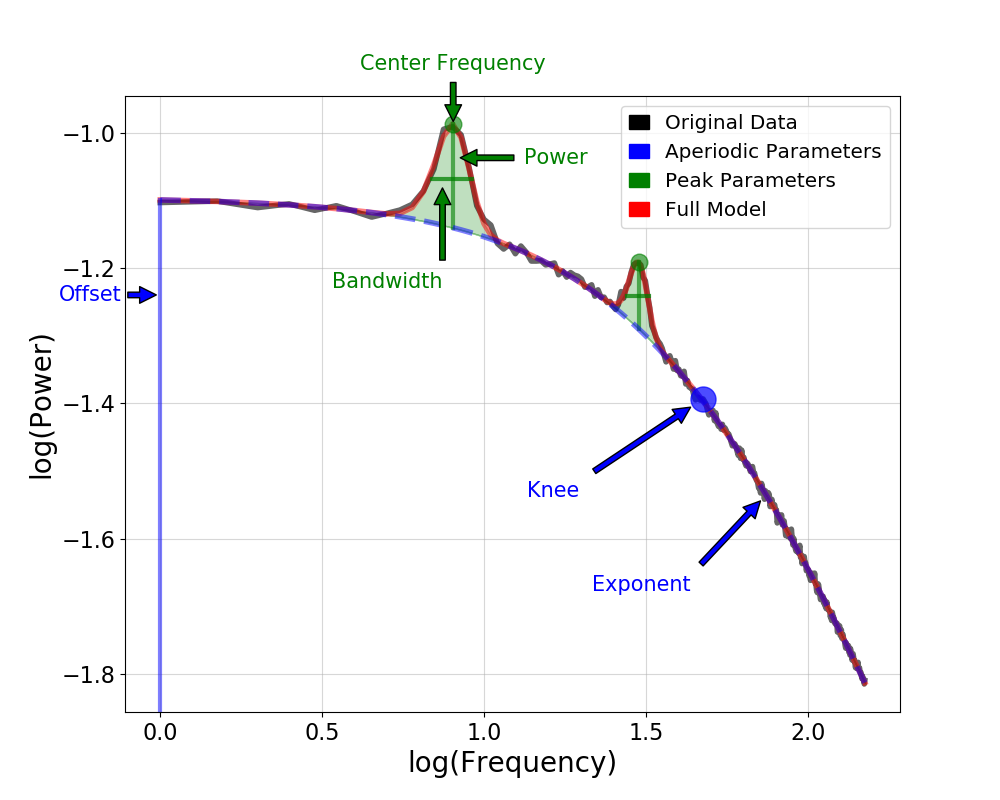 Center Frequency
Original Data
Aperiodic Parameters
Peak Parameters
Full Model
Power
Bandwidth
Offset
Knee
Exponent
log(Power)
−1.0
−1.2
−1.4
−1.6
−1.8
0.0
0.5
1.0
1.5
2.0
log(Frequency)